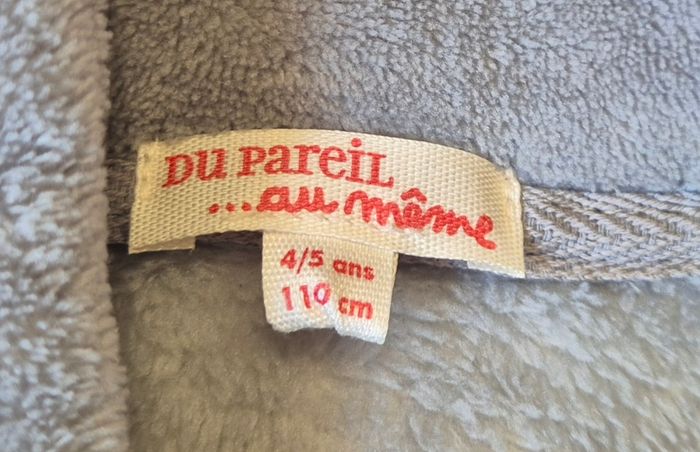 DU PAREIL
...au même
4/5 ans
110 cm